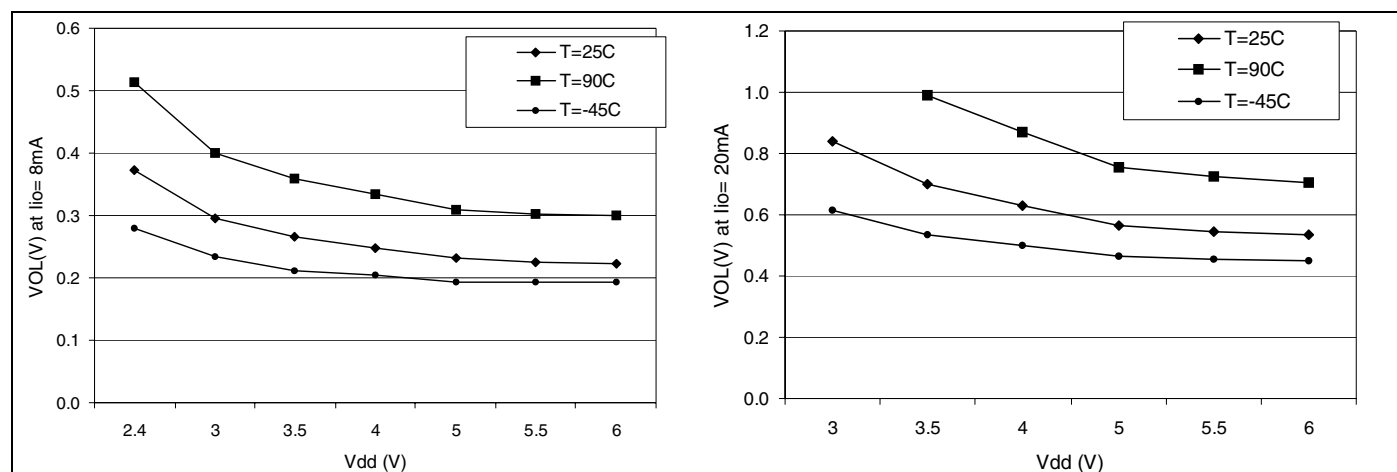 0.6
0.5
0.4
0.3
0.2
0.1
0.0
VOL(V) at Iio= 8mA
T=25C
T=90C
T=-45C
2.4 3 3.5 4 5 5.5 6
Vdd (V)
1.2
1.0
0.8
0.6
0.4
0.2
0.0
VOL(V) at Iio= 20mA
T=25C
T=90C
T=-45C
3 3.5 4 5 5.5 6
Vdd (V)